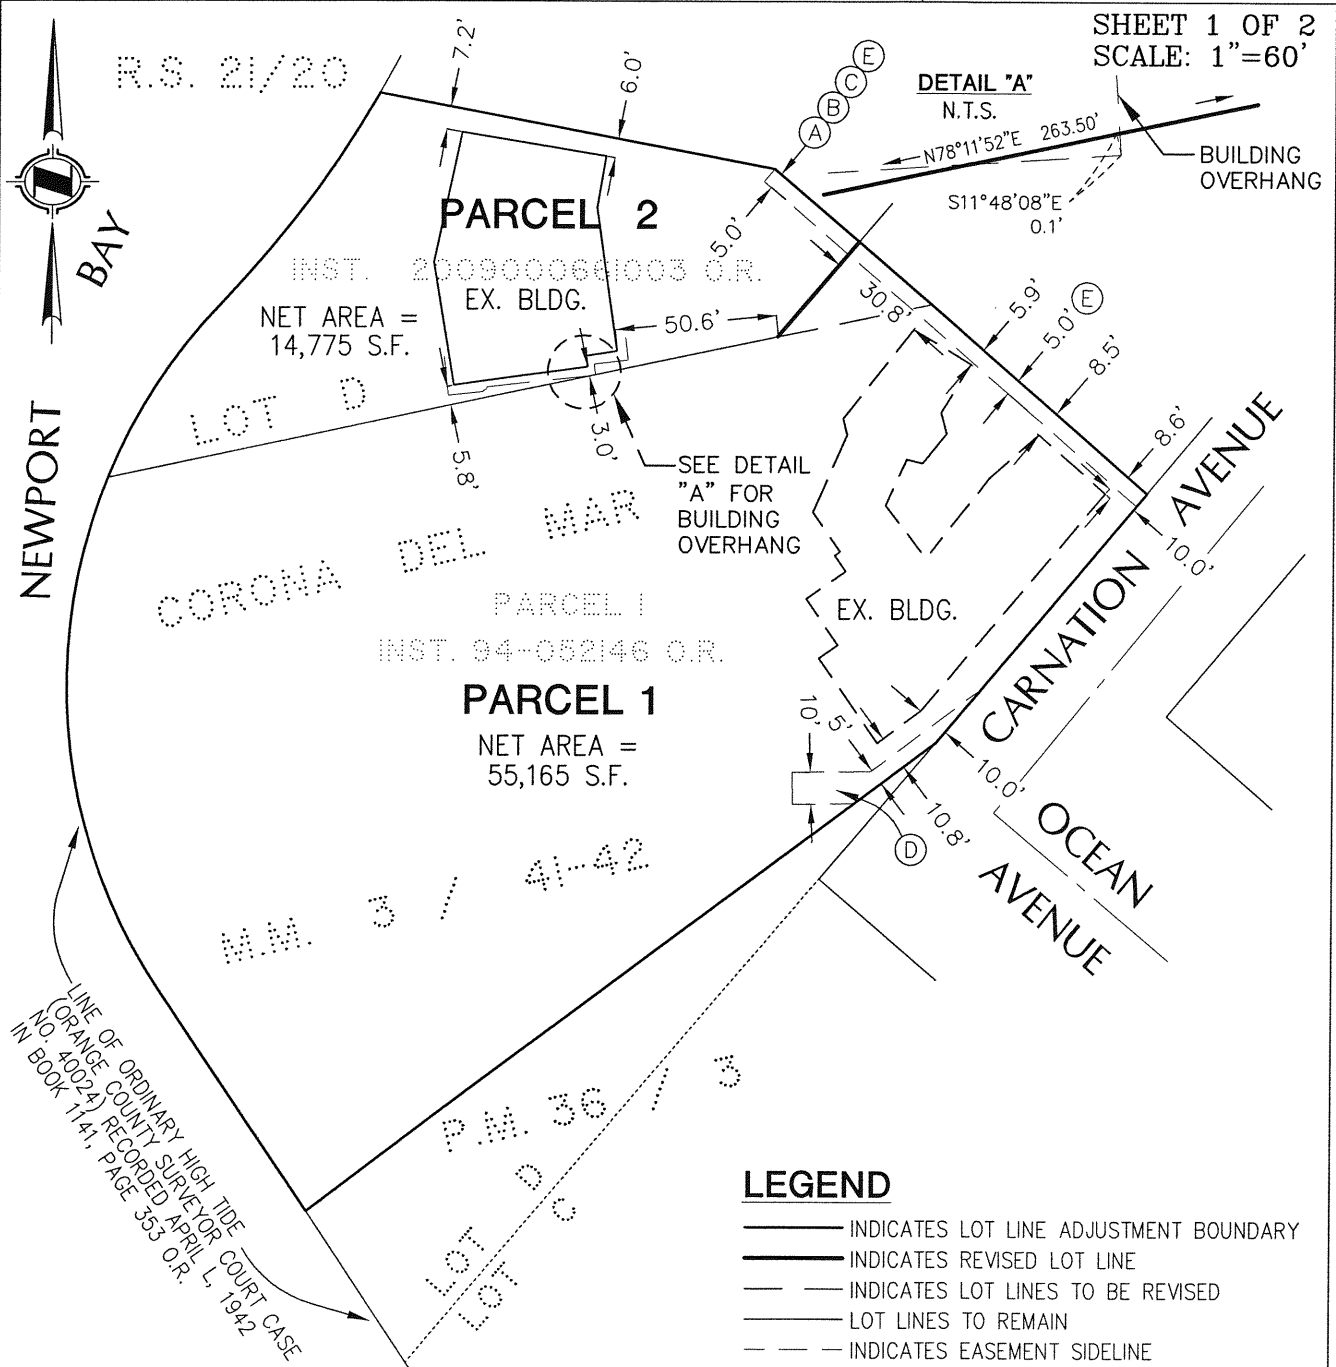 SHEET 1 OF 2
SCALE: 1"=60'
R.S. 21/20
7.2'
6.0'
E
C
B
A
DETAIL "A"
N.T.S.
N78°11'52"E 263.50'
BUILDING
OVERHANG
S11°48'08"E
0.1'
NEWPORT BAY
PARCEL 2
INST. 2009000661003 O.R.
EX. BLDG.
NET AREA =
14,775 S.F.
50.6'
5.0'
30.8'
5.9'
5.0'
E
8.5'
8.6'
LOT D
5.8'
3.0'
SEE DETAIL
"A" FOR
BUILDING
OVERHANG
CORONA DEL MAR
PARCEL 1
INST. 94-052146 O.R.
PARCEL 1
NET AREA =
55,165 S.F.
EX. BLDG.
CARNATION AVENUE
10.0'
10'
5'
10.0'
10.8'
D
OCEAN
AVENUE
M.M. 3 / 41-42
LINE OF ORDINARY HIGH TIDE
(ORANGE COUNTY SURVEYOR COURT CASE
NO. 40024) RECORDED APRIL L, 1942
IN BOOK 1141, PAGE 353 O.R.
P.M. 36 / 3
LOT D
LOT C
LEGEND
INDICATES LOT LINE ADJUSTMENT BOUNDARY
INDICATES REVISED LOT LINE
INDICATES LOT LINES TO BE REVISED
LOT LINES TO REMAIN
INDICATES EASEMENT SIDELINE